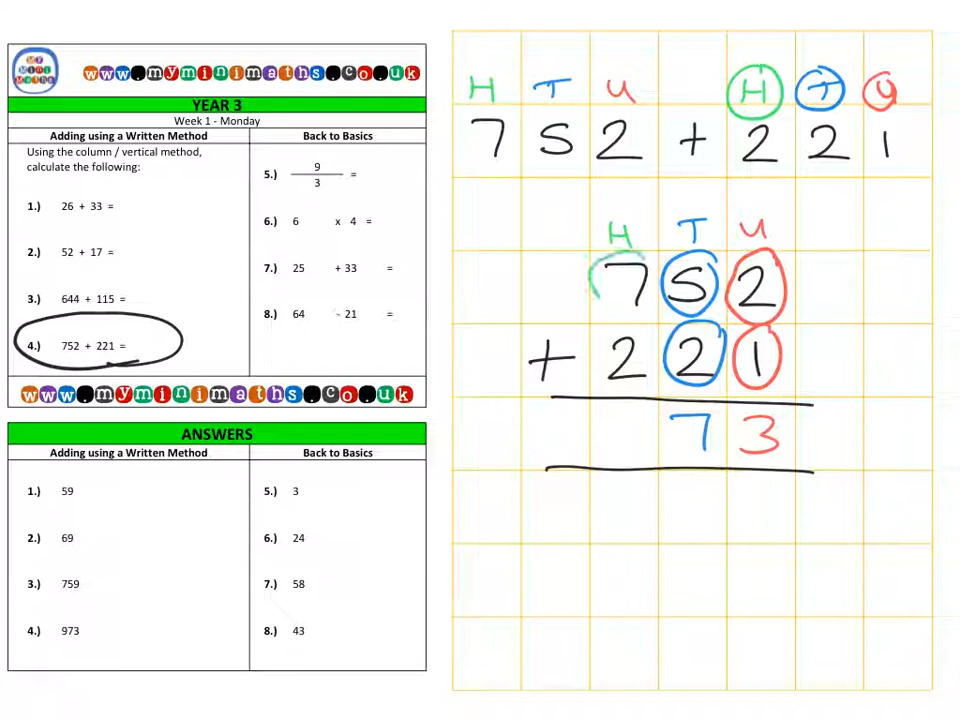 My
Mini
Maths
www.myminimaths.co.uk
YEAR 3
Week 1 - Monday
Adding using a Written Method
Back to Basics
Using the column / vertical method,
calculate the following:
1.) 26 + 33 =
2.) 52 + 17 =
3.) 644 + 115 =
4.) 752 + 221 =
5.) 9
3 =
6.) 6 x 4 =
7.) 25 + 33 =
8.) 64 - 21 =
www.myminimaths.co.uk
ANSWERS
Adding using a Written Method
Back to Basics
1.) 59
2.) 69
3.) 759
4.) 973
5.) 3
6.) 24
7.) 58
8.) 43
H T U H T U
7 5 2 + 2 2 1
H T U
7 5 2
+ 2 2 1
7 3